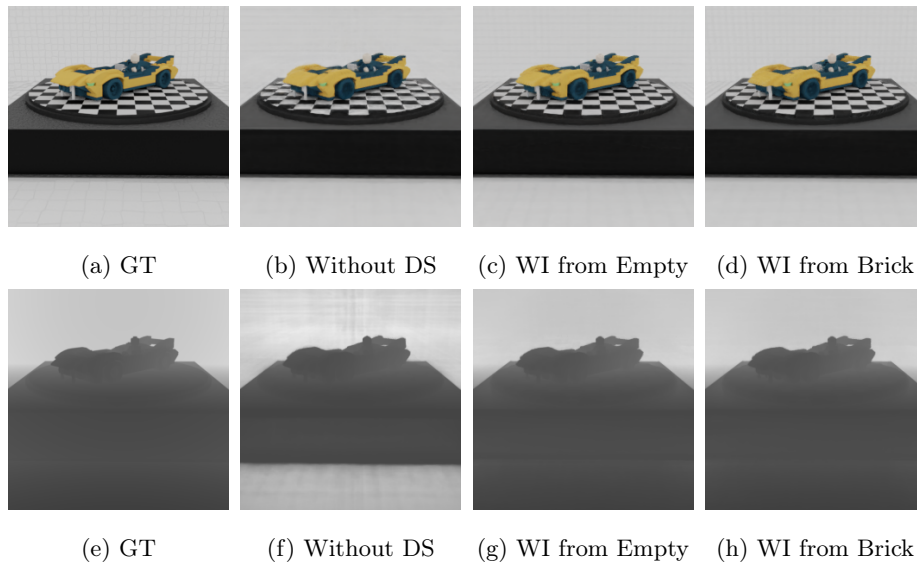 (a) GT
(b) Without DS
(c) WI from Empty
(d) WI from Brick
(e) GT
(f) Without DS
(g) WI from Empty
(h) WI from Brick